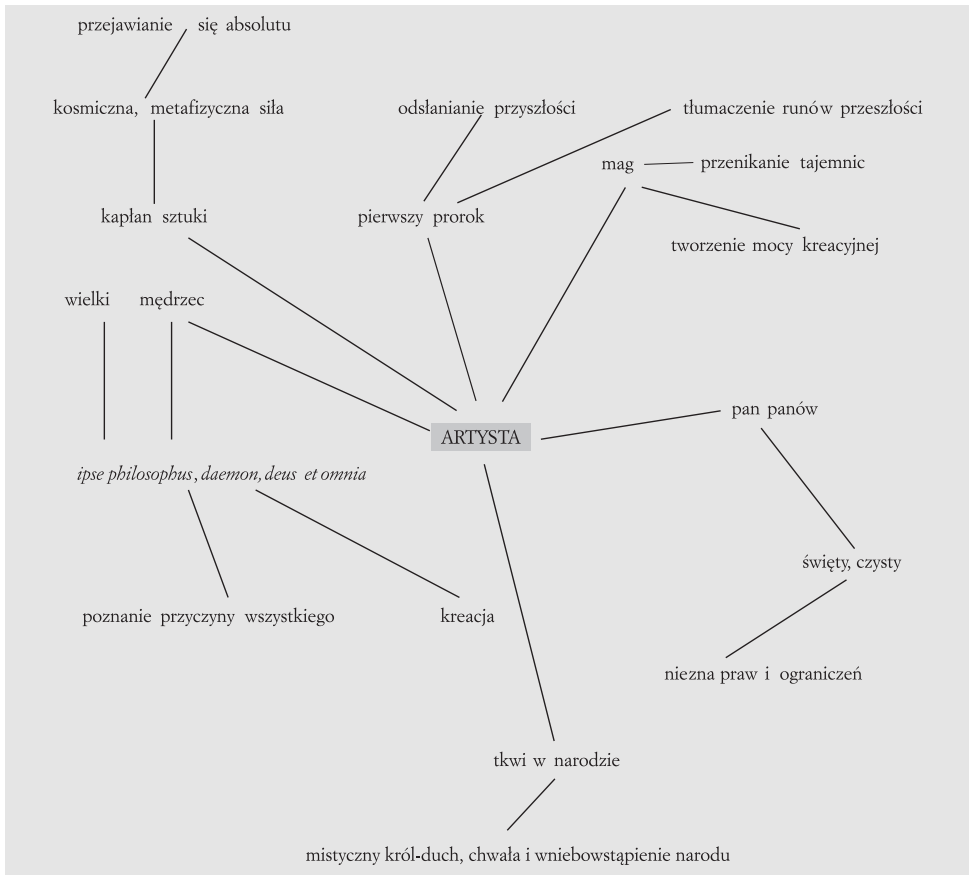 przejawianie się absolutu
kosmiczna, metafizyczna siła
odsłanianie przyszłości
tłumaczenie runów przeszłości
mag
przenikanie tajemnic
kapłan sztuki
pierwszy prorok
tworzenie mocy kreacyjnej
wielki mędrzec
pan panów
ARTYSTA
ipse philosophus, daemon, deus et omnia
święty, czysty
poznanie przyczyny wszystkiego
kreacja
niezna praw i ograniczeń
tkwi w narodzie
mistyczny król-duch, chwała i wniebowstąpienie narodu